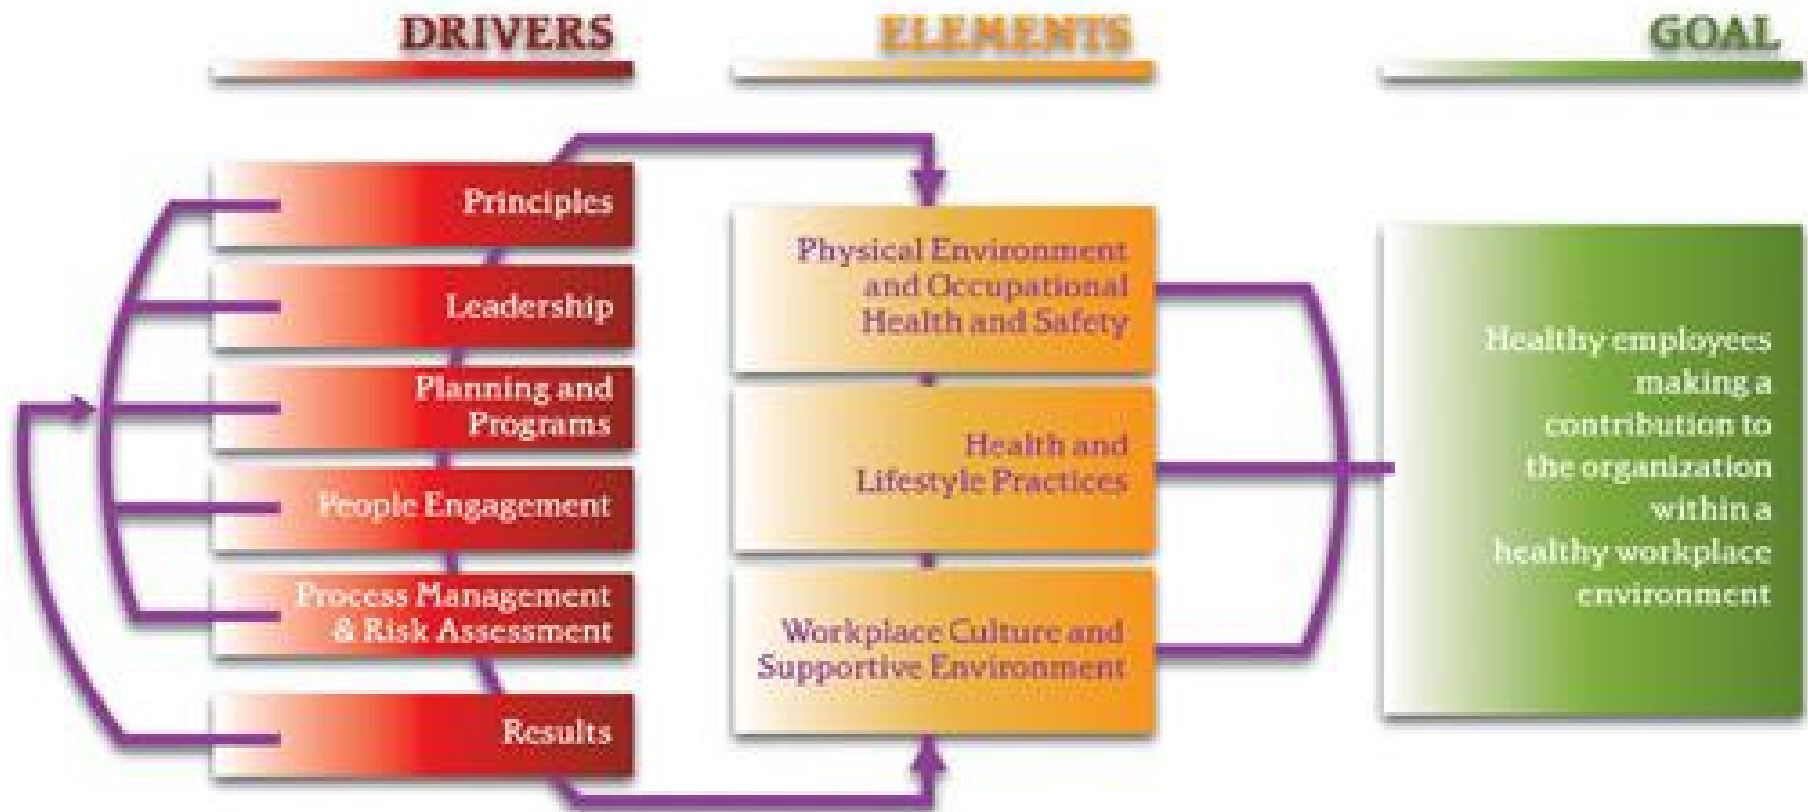 DRIVERS
Principles
Leadership
Planning and
Programs
People Engagement
Process Management
& Risk Assessment
Results
ELEMENTS
Physical Environment
and Occupational
Health and Safety
Health and
Lifestyle Practices
Workplace Culture and
Supportive Environment
GOAL
Healthy employees
making a
contribution to
the organization
within a
healthy workplace
environment